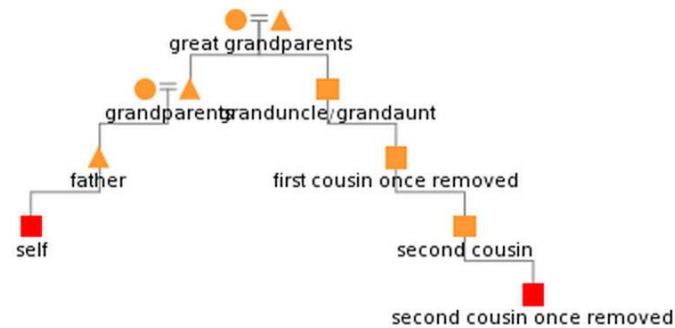 great grandparents
grandparents granduncle/grandaunt
father first cousin once removed
self second cousin
second cousin once removed